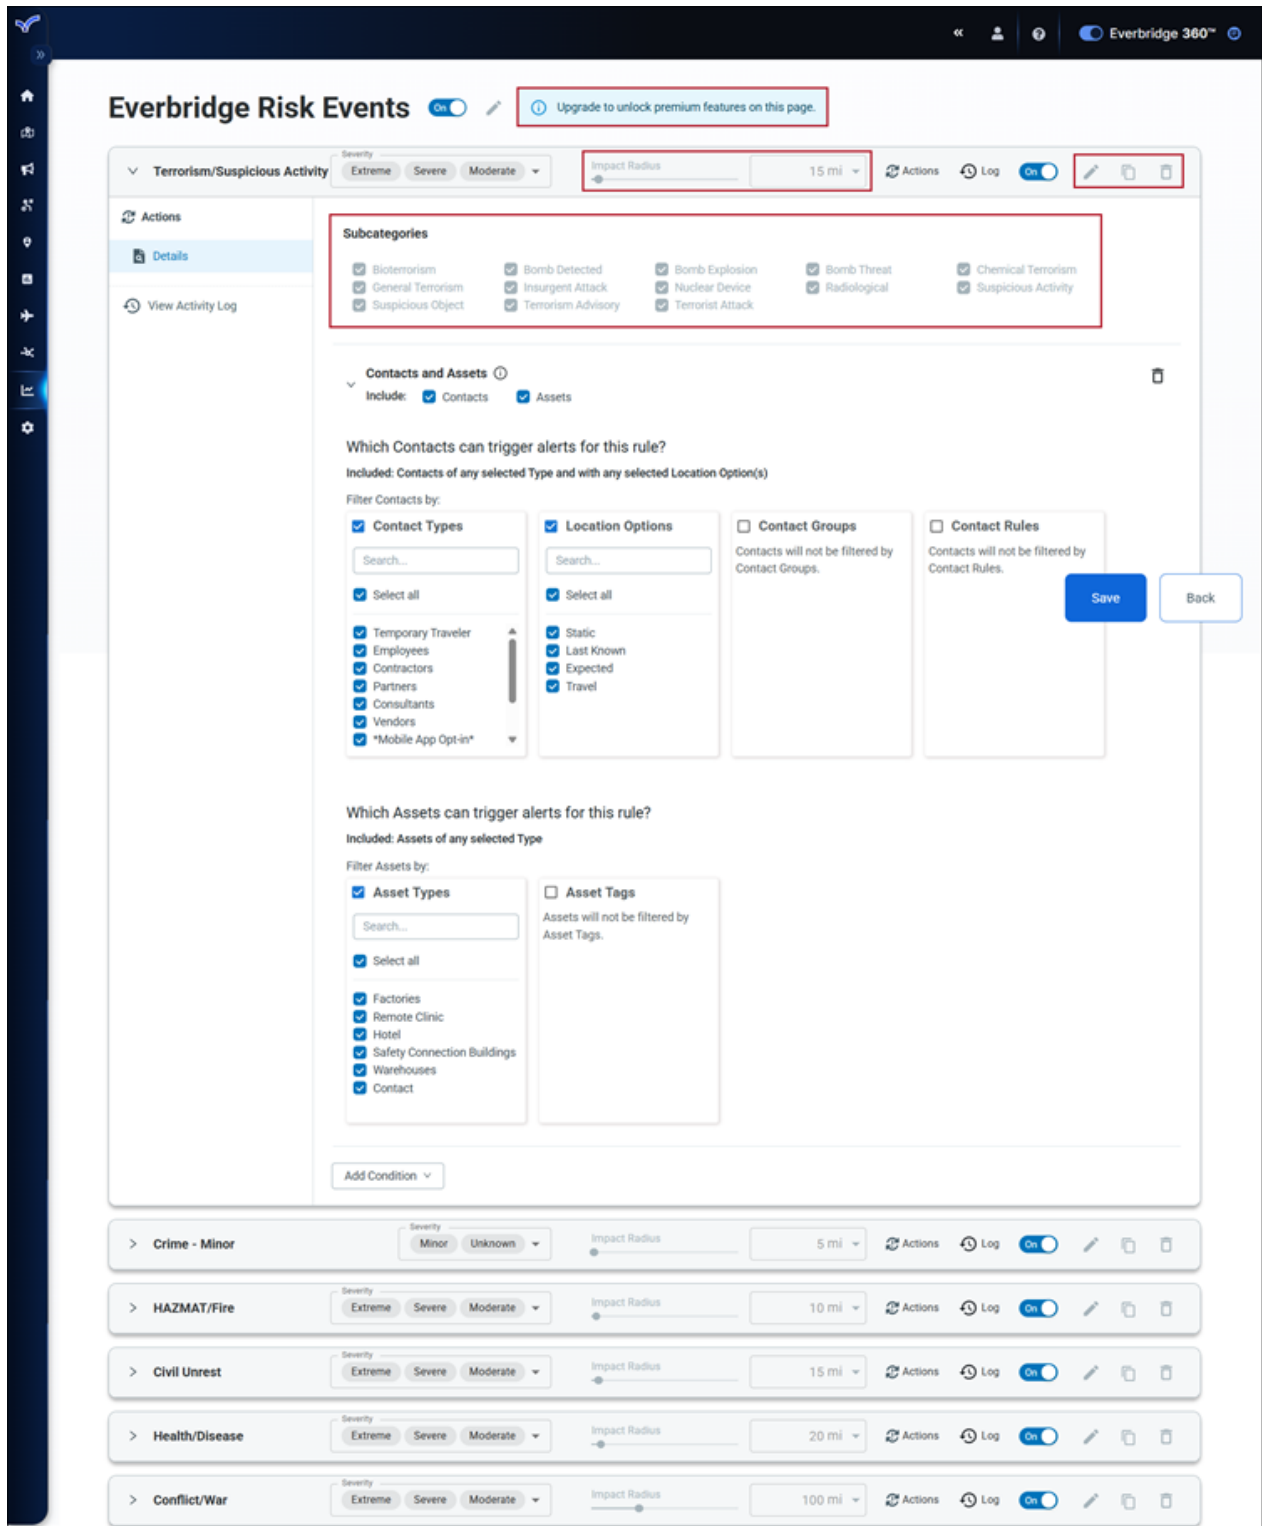 Everbridge 360™
Everbridge Risk Events On Upgrade to unlock premium features on this page.
Terrorism/Suspicious Activity Severity Extreme Severe Moderate Impact Radius 15 mi Actions Log On
Actions
Details
View Activity Log
Subcategories
Bioterrorism Bomb Detected Bomb Explosion Bomb Threat Chemical Terrorism
General Terrorism Insurgent Attack Nuclear Device Radiological Suspicious Activity
Suspicious Object Terrorism Advisory Terrorist Attack
Contacts and Assets
Include: Contacts Assets
Which Contacts can trigger alerts for this rule?
Included: Contacts of any selected Type and with any selected Location Option(s)
Filter Contacts by:
Contact Types
Search...
Select all
Temporary Traveler
Employees
Contractors
Partners
Consultants
Vendors
*Mobile App Opt-in*
Location Options
Search...
Select all
Static
Last Known
Expected
Travel
Contact Groups
Contacts will not be filtered by
Contact Groups.
Contact Rules
Contacts will not be filtered by
Contact Rules.
Save Back
Which Assets can trigger alerts for this rule?
Included: Assets of any selected Type
Filter Assets by:
Asset Types
Search...
Select all
Factories
Remote Clinic
Hotel
Safety Connection Buildings
Warehouses
Contact
Asset Tags
Assets will not be filtered by
Asset Tags.
Add Condition
Crime - Minor Severity Minor Unknown Impact Radius 5 mi Actions Log On
HAZMAT/Fire Severity Extreme Severe Moderate Impact Radius 10 mi Actions Log On
Civil Unrest Severity Extreme Severe Moderate Impact Radius 15 mi Actions Log On
Health/Disease Severity Extreme Severe Moderate Impact Radius 20 mi Actions Log On
Conflict/War Severity Extreme Severe Moderate Impact Radius 100 mi Actions Log On